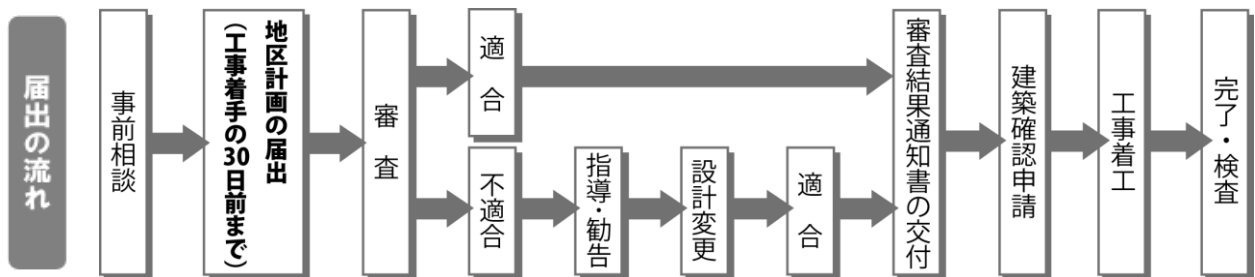 届出の流れ
事前相談
地区計画の届出
（工事着手の30日前まで）
審査
適合
不適合
指導・勧告
設計変更
適合
審査結果通知書の交付
建築確認申請
工事着工
完了・検査